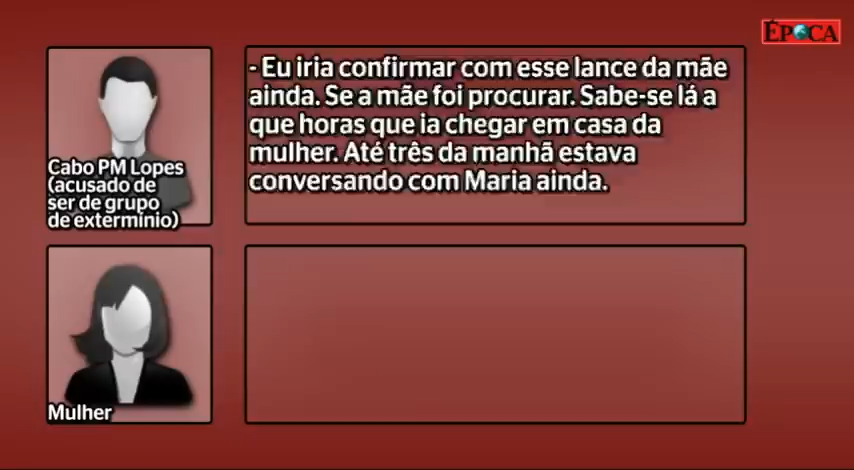 ÉPOCA
- Eu iria confirmar com esse lance da mãe
ainda. Se a mãe foi procurar. Sabe-se lá a
que horas que ia chegar em casa da
mulher. Até três da manhã estava
conversando com Maria ainda.
Cabo PM Lopes
(acusado de
ser de grupo
de extermínio)
Mulher